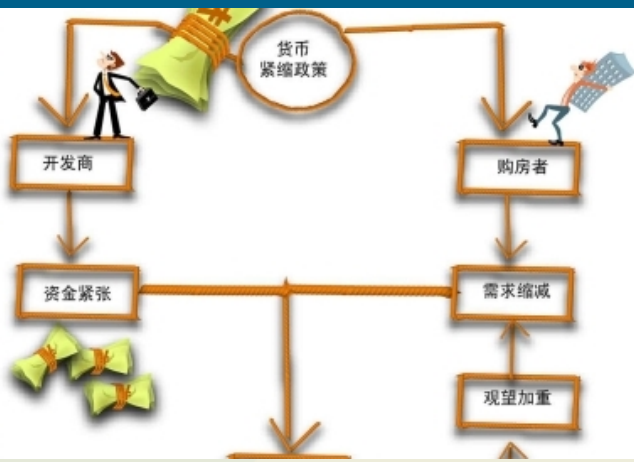 货币
紧缩政策
开发商
购房者
资金紧张
需求缩减
观望加重